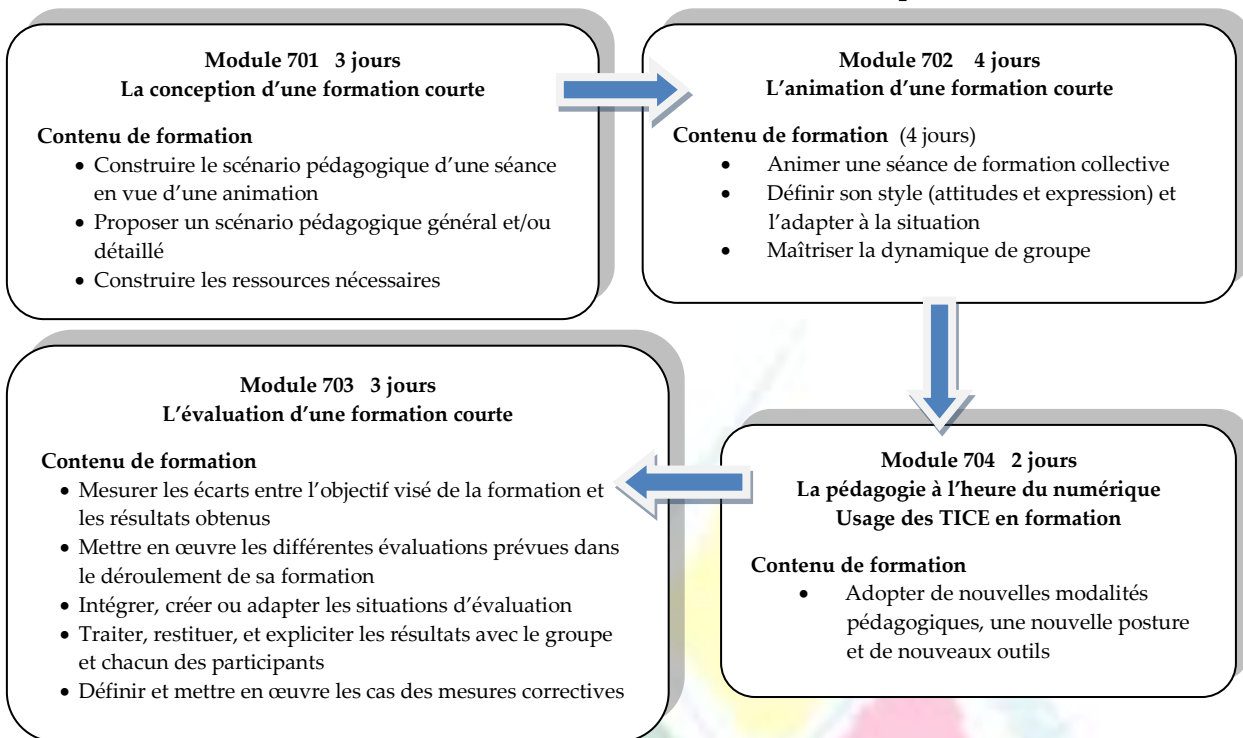 Module 701 3 jours
La conception d’une formation courte
Contenu de formation
• Construire le scénario pédagogique d’une séance
en vue d’une animation
• Proposer un scénario pédagogique général et/ou
détaillé
• Construire les ressources nécessaires
Module 702 4 jours
L’animation d’une formation courte
Contenu de formation (4 jours)
• Animer une séance de formation collective
• Définir son style (attitudes et expression) et
l’adapter à la situation
• Maîtriser la dynamique de groupe
Module 703 3 jours
L’évaluation d’une formation courte
Contenu de formation
• Mesurer les écarts entre l’objectif visé de la formation et
les résultats obtenus
• Mettre en œuvre les différentes évaluations prévues dans
le déroulement de sa formation
• Intégrer, créer ou adapter les situations d’évaluation
• Traiter, restituer, et expliciter les résultats avec le groupe
et chacun des participants
• Définir et mettre en œuvre les cas des mesures correctives
Module 704 2 jours
La pédagogie à l’heure du numérique
Usage des TICE en formation
Contenu de formation
• Adopter de nouvelles modalités
pédagogiques, une nouvelle posture
et de nouveaux outils